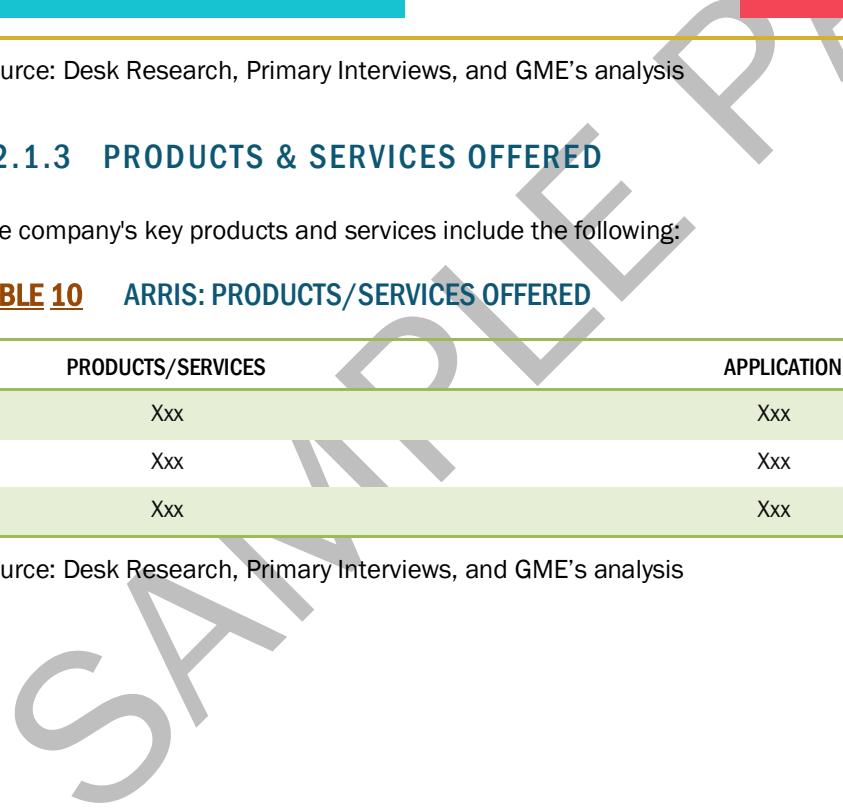 urce: Desk Research, Primary Interviews, and GME’s analysis
2.1.3 PRODUCTS & SERVICES OFFERED
e company's key products and services include the following:
BLE 10 ARRIS: PRODUCTS/SERVICES OFFERED
PRODUCTS/SERVICES APPLICATION
Xxx Xxx
Xxx Xxx
Xxx Xxx
urce: Desk Research, Primary Interviews, and GME’s analysis
SAMPLE PA